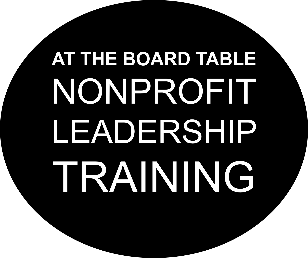 AT THE BOARD TABLE
NONPROFIT
LEADERSHIP
TRAINING